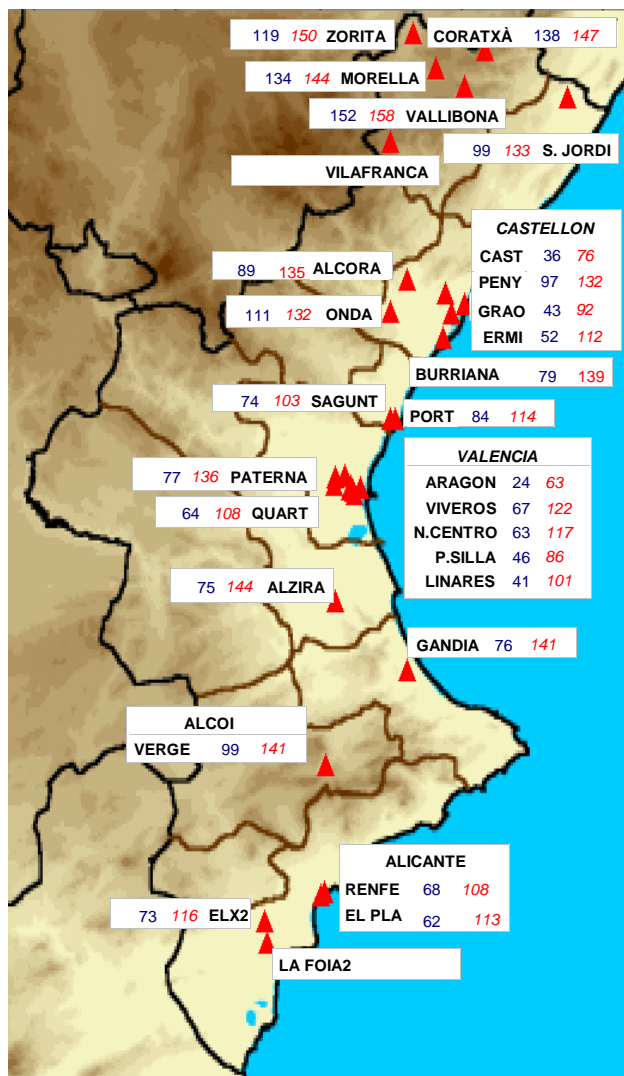 119 150 ZORITA
CORATXÀ 138 147
134 144 MORELLA
152 158 VALLIBONA
99 133 S. JORDI
VILAFRANCA
CASTELLON
CAST 36 76
PENY 97 132
GRAO 43 92
ERMI 52 112
89 135 ALCORA
111 132 ONDA
BURRIANA 79 139
74 103 SAGUNT
PORT 84 114
VALENCIA
ARAGON 24 63
VIVEROS 67 122
N.CENTRO 63 117
P.SILLA 46 86
LINARES 41 101
77 136 PATERNA
64 108 QUART
75 144 ALZIRA
GANDIA 76 141
ALCOI
VERGE 99 141
ALICANTE
RENFE 68 108
EL PLA 62 113
73 116 ELX2
LA FOIA2